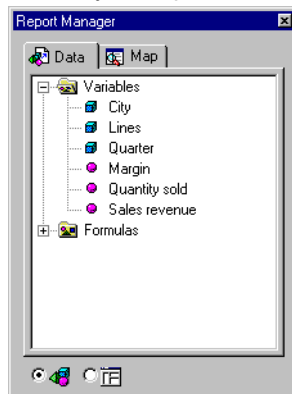 Report Manager
Data Map
Variables
City
Lines
Quarter
Margin
Quantity sold
Sales revenue
Formulas